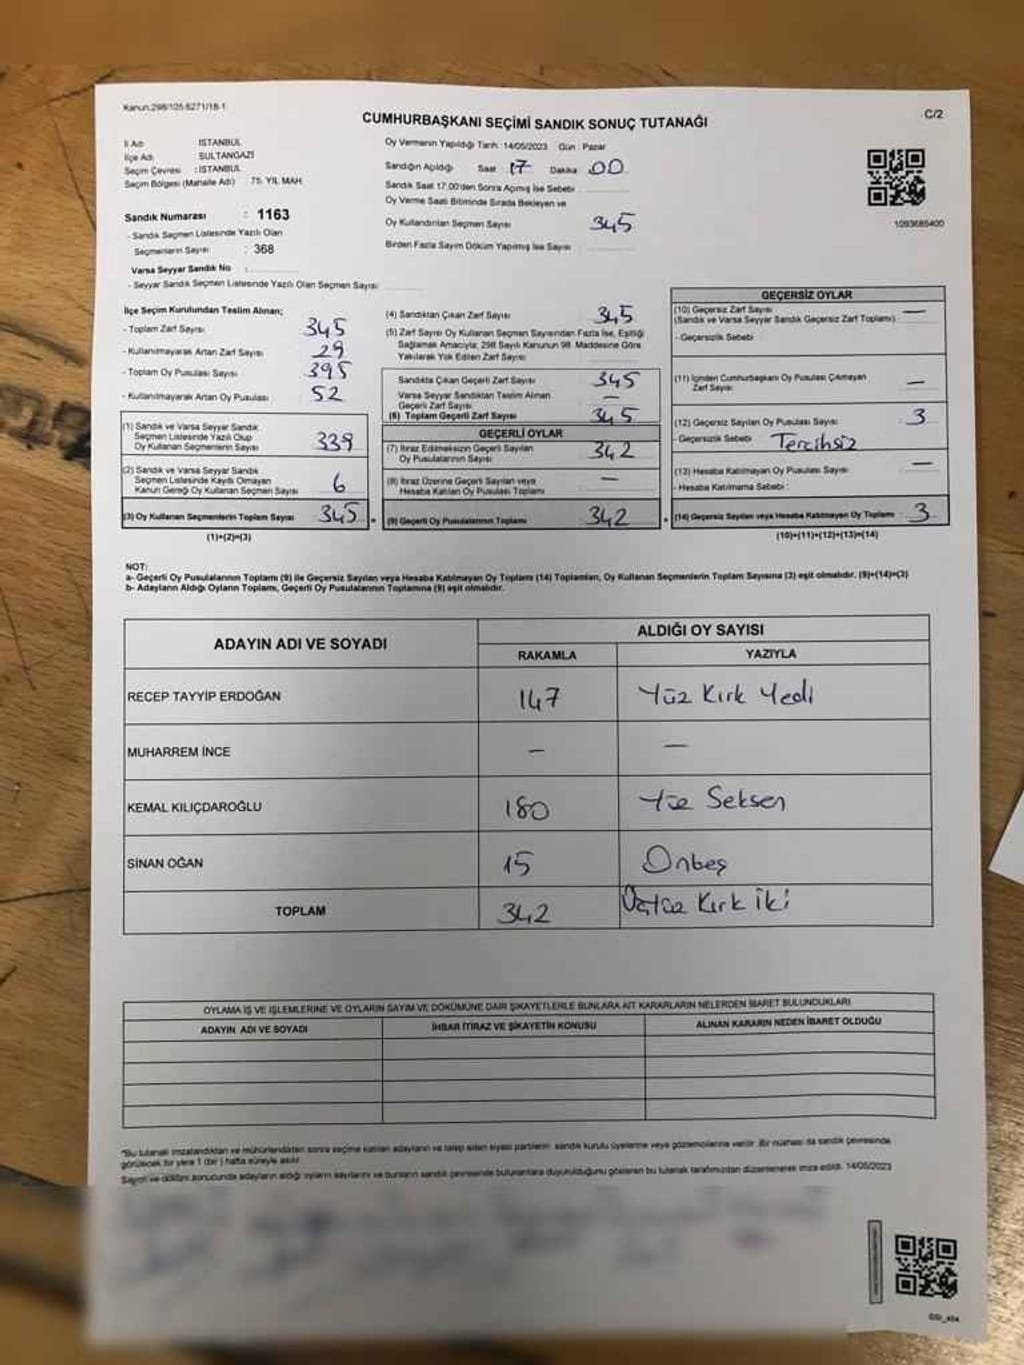 Kanun.298/105-6271/18-1
C/2
CUMHURBAŞKANI SEÇİMİ SANDIK SONUÇ TUTANAĞI
İl Adı İSTANBUL
İlçe Adı SULTANGAZİ
Seçim Çevresi : İSTANBUL
Seçim Bölgesi (Mahalle Adı) 75. YIL MAH.
Sandık Numarası : 1163
- Sandık Seçmen Listesinde Yazılı Olan
Seçmenlerin Sayısı : 368
Varsa Seyyar Sandık No :
- Seyyar Sandık Seçmen Listesinde Yazılı Olan Seçmen Sayısı
Oy Vermenin Yapıldığı Tarih : 14/05/2023 Gün : Pazar
Sandığın Açıldığı Saat 17 Dakika 00
Sandık Saat 17.00'den Sonra Açılmış İse Sebebi
Oy Verme Saati Bitiminde Sırada Bekleyen ve
Oy Kullandırılan Seçmen Sayısı 345
Birden Fazla Sayım Döküm Yapılmış İse Sayısı
1093685400
İlçe Seçim Kurulundan Teslim Alınan;
- Toplam Zarf Sayısı 345
- Kullanılmayarak Artan Zarf Sayısı 29
- Toplam Oy Pusulası Sayısı 395
- Kullanılmayarak Artan Oy Pusulası 52
(1) Sandık ve Varsa Seyyar Sandık
Seçmen Listesinde Yazılı Olup
Oy Kullanan Seçmenlerin Sayısı 339
(2) Sandık ve Varsa Seyyar Sandık
Seçmen Listesinde Kaydı Olmayan
Kanun Gereği Oy Kullanan Seçmen Sayısı 6
(3) Oy Kullanan Seçmenlerin Toplam Sayısı 345
(1)+(2)=(3)
(4) Sandıktan Çıkan Zarf Sayısı 345
(5) Zarf Sayısı Oy Kullanan Seçmen Sayısından Fazla İse, Eşitliği
Sağlamak Amacıyla; 298 Sayılı Kanunun 98. Maddesine Göre
Yakılarak Yok Edilen Zarf Sayısı
Sandıkta Çıkan Geçerli Zarf Sayısı 345
Varsa Seyyar Sandıktan Teslim Alınan
Geçerli Zarf Sayısı —
(6) Toplam Geçerli Zarf Sayısı 345
GEÇERLİ OYLAR
(7) İtiraz Edilmeksizin Geçerli Sayılan
Oy Pusulalarının Sayısı 342
(8) İtiraz Üzerine Geçerli Sayılan veya
Hesaba Katılan Oy Pusulası Toplamı —
(9) Geçerli Oy Pusulalarının Toplamı 342
GEÇERSİZ OYLAR
(10) Geçersiz Zarf Sayısı —
(Sandık ve Varsa Seyyar Sandık Geçersiz Zarf Toplamı)
- Geçersizlik Sebebi :
(11) İçinden Cumhurbaşkanı Oy Pusulası Çıkmayan
Zarf Sayısı —
(12) Geçersiz Sayılan Oy Pusulası Sayısı 3
- Geçersizlik Sebebi : Tercihsiz
(13) Hesaba Katılmayan Oy Pusulası Sayısı —
- Hesaba Katılmama Sebebi :
(14) Geçersiz Sayılan veya Hesaba Katılmayan Oy Toplamı 3
(10)+(11)+(12)+(13)=(14)
NOT:
a- Geçerli Oy Pusulalarının Toplamı (9) ile Geçersiz Sayılan veya Hesaba Katılmayan Oy Toplamı (14) Toplamları, Oy Kullanan Seçmenlerin Toplam Sayısına (3) eşit olmalıdır. (9)+(14)=(3)
b- Adayların Aldığı Oyların Toplamı, Geçerli Oy Pusulalarının Toplamına (9) eşit olmalıdır.
ADAYIN ADI VE SOYADI
ALDIĞI OY SAYISI
RAKAMLA YAZIYLA
RECEP TAYYİP ERDOĞAN 147 Yüz Kırk Yedi
MUHARREM İNCE — —
KEMAL KILIÇDAROĞLU 180 Yüz Seksen
SİNAN OĞAN 15 Onbeş
TOPLAM 342 Üçyüz Kırk İki
OYLAMA İŞ VE İŞLEMLERİNE VE OYLARIN SAYIM VE DÖKÜMÜNE DAİR ŞİKAYETLERLE BUNLARA AİT KARARLARIN NELERDEN İBARET BULUNDUKLARI
ADAYIN ADI VE SOYADI İHBAR İTİRAZ VE ŞİKAYETİN KONUSU ALINAN KARARIN NEDEN İBARET OLDUĞU
"Bu tutanak imzalandıktan ve mühürlendikten sonra seçime katılan adayların ve talep eden siyasi partilerin sandık kurulu üyelerine veya gözlemcilerine verilir. Bir nüshası da sandık çevresinde
görülecek bir yere 1 (bir ) hafta süreyle asılır.
Sayım ve döküm sonucunda adayların aldığı oyların sayılarını ve bunların sandık çevresinde bulunanlara duyurulduğunu gösteren bu tutanak tarafımızdan düzenlenerek imza edildi. 14/05/2023